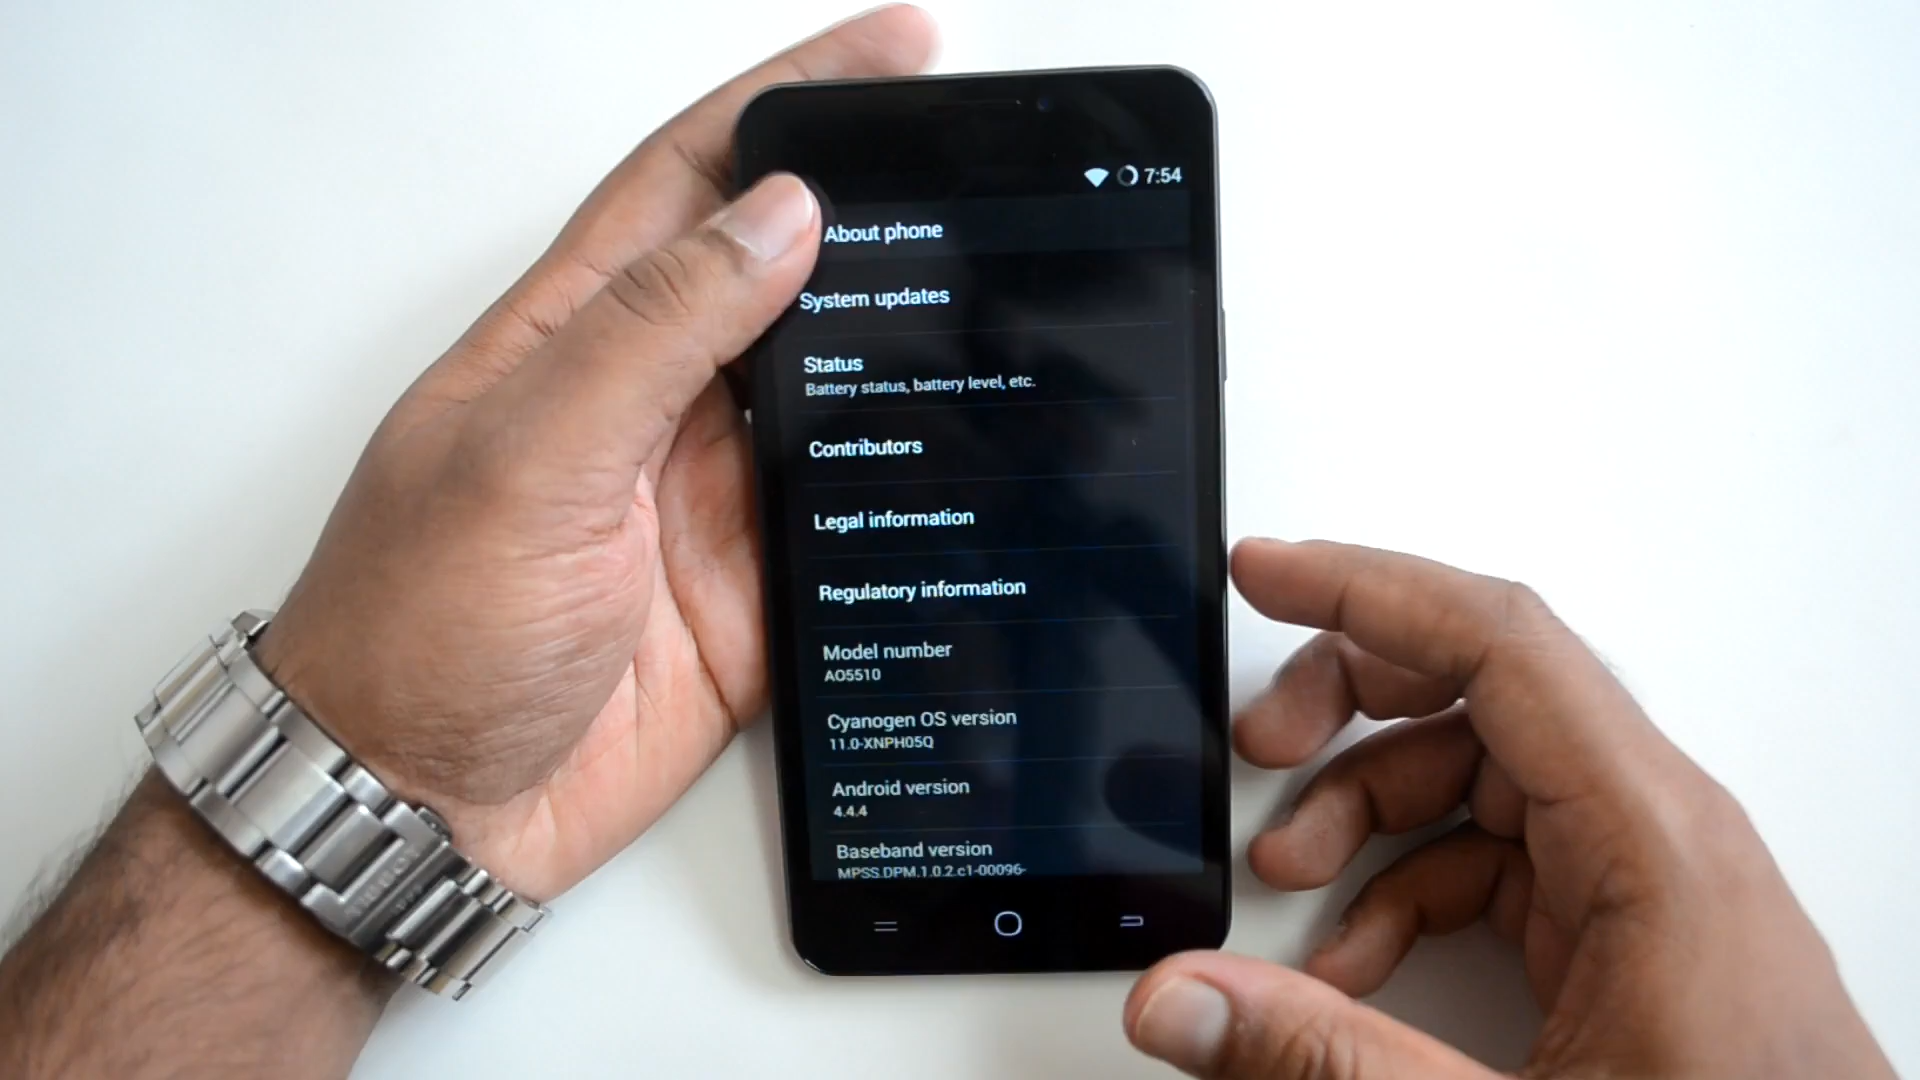 7:54
About phone
System updates
Status
Battery status, battery level, etc.
Contributors
Legal information
Regulatory information
Model number
AO5510
Cyanogen OS version
11.0-XNPH05Q
Android version
4.4.4
Baseband version
MPSS.DPM.1.0.2.c1-00096-